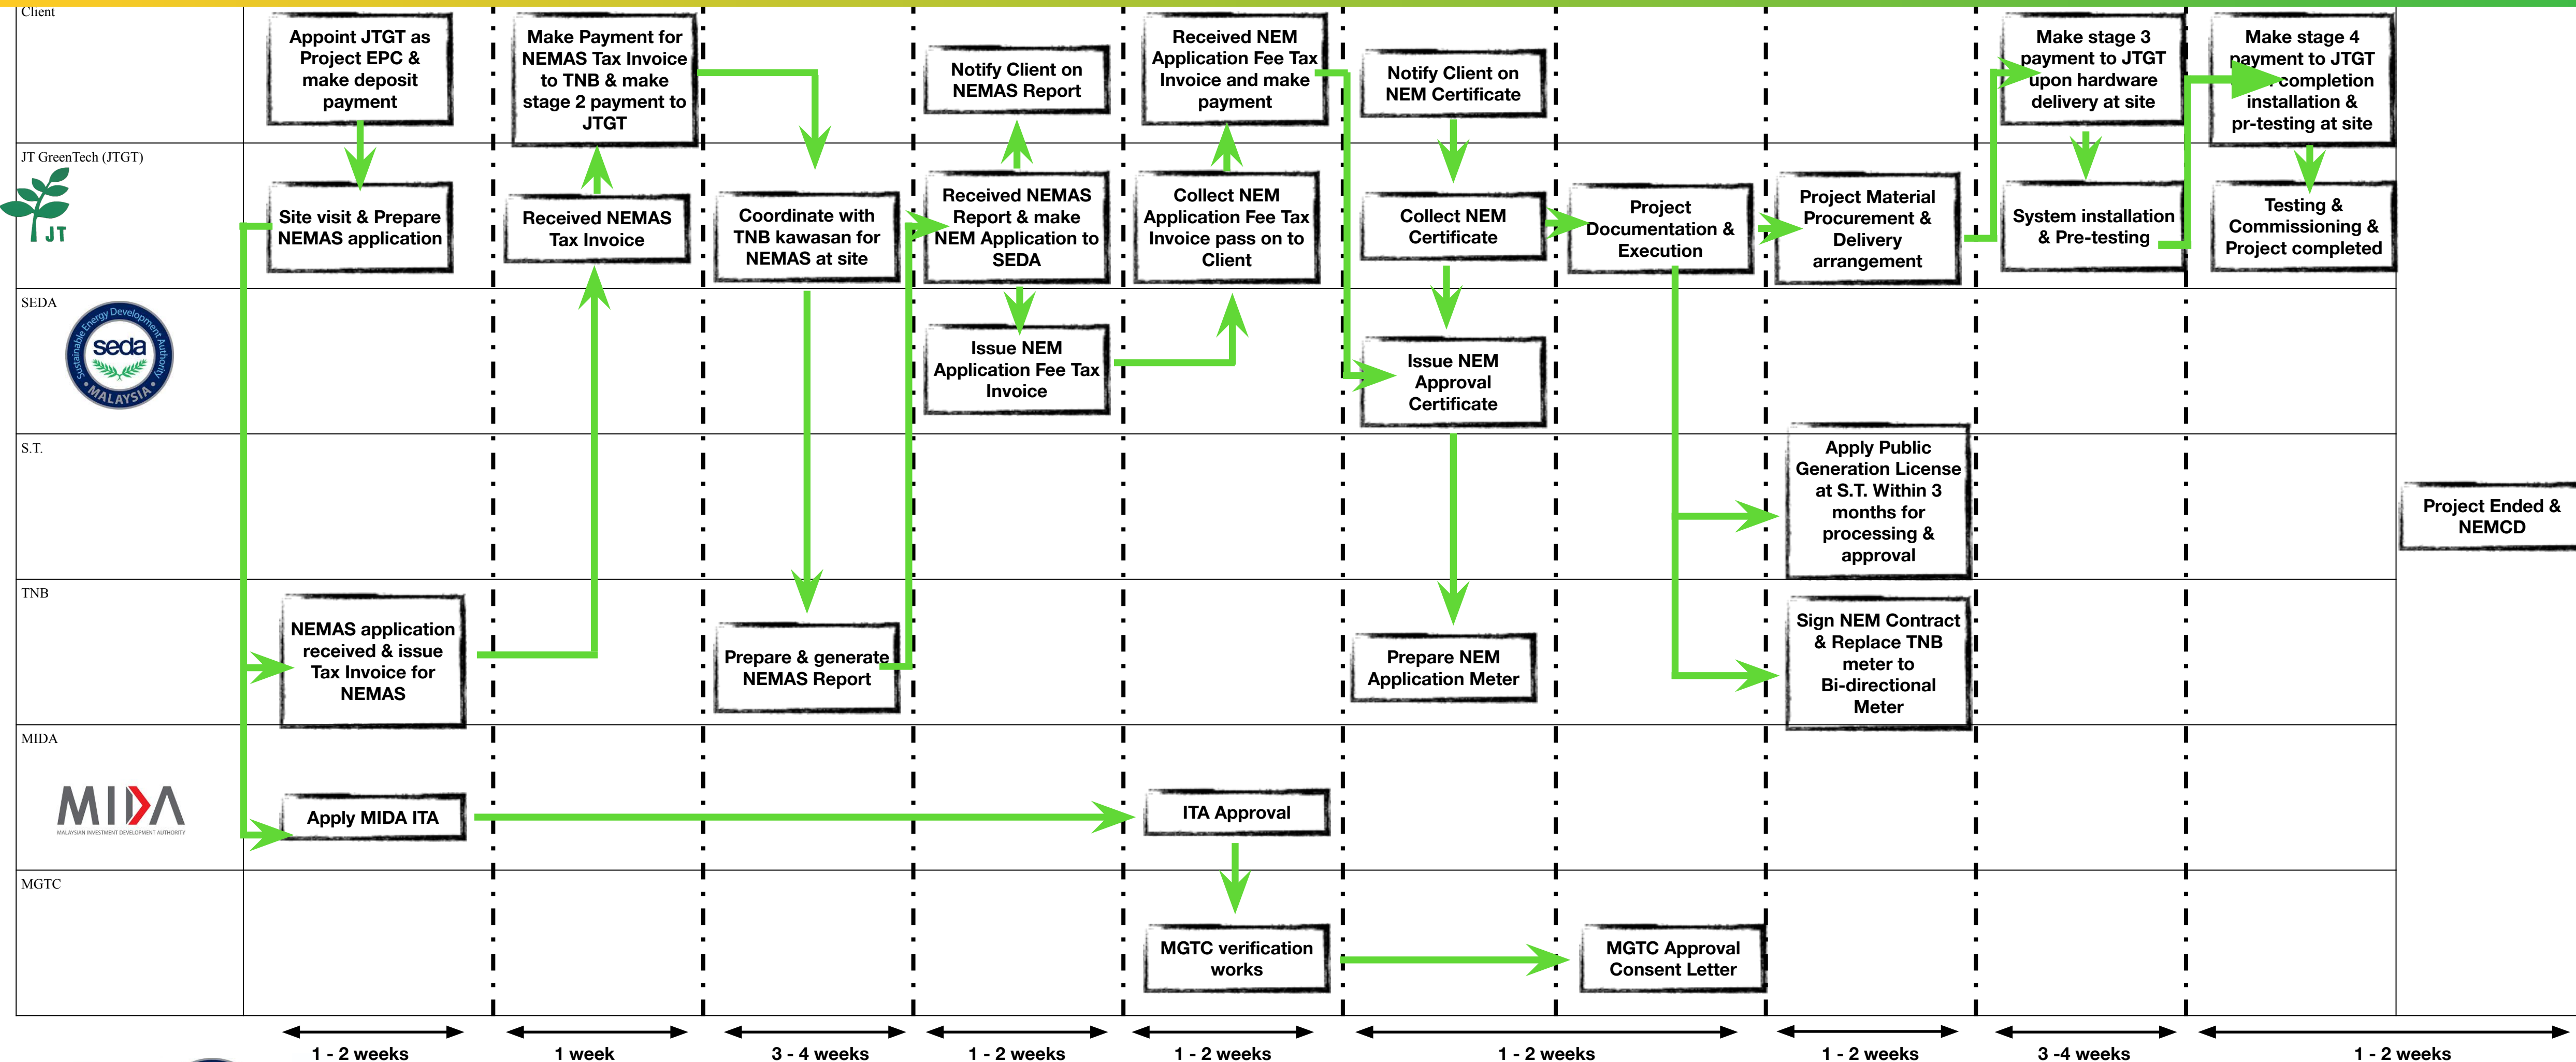 Client
Appoint JTGT as
Project EPC &
make deposit
payment
Make Payment for
NEMAS Tax Invoice
to TNB & make
stage 2 payment to
JTGT
Notify Client on
NEMAS Report
Received NEM
Application Fee Tax
Invoice and make
payment
Notify Client on
NEM Certificate
Make stage 3
payment to JTGT
upon hardware
delivery at site
Make stage 4
payment to JTGT
completion
installation &
pr-testing at site
JT GreenTech (JTGT)
JT
Site visit & Prepare
NEMAS application
Received NEMAS
Tax Invoice
Coordinate with
TNB kawasan for
NEMAS at site
Received NEMAS
Report & make
NEM Application to
SEDA
Collect NEM
Application Fee Tax
Invoice pass on to
Client
Collect NEM
Certificate
Project
Documentation &
Execution
Project Material
Procurement &
Delivery
arrangement
System installation
& Pre-testing
Testing &
Commissioning &
Project completed
SEDA
Sustainable Energy Development Authority
seda
• MALAYSIA •
Issue NEM
Application Fee Tax
Invoice
Issue NEM
Approval
Certificate
S.T.
Apply Public
Generation License
at S.T. Within 3
months for
processing &
approval
Project Ended &
NEMCD
TNB
NEMAS application
received & issue
Tax Invoice for
NEMAS
Prepare & generate
NEMAS Report
Prepare NEM
Application Meter
Sign NEM Contract
& Replace TNB
meter to
Bi-directional
Meter
MIDA
MIDA
MALAYSIAN INVESTMENT DEVELOPMENT AUTHORITY
Apply MIDA ITA
ITA Approval
MGTC
MGTC verification
works
MGTC Approval
Consent Letter
1 - 2 weeks
1 week
3 - 4 weeks
1 - 2 weeks
1 - 2 weeks
1 - 2 weeks
1 - 2 weeks
3 -4 weeks
1 - 2 weeks